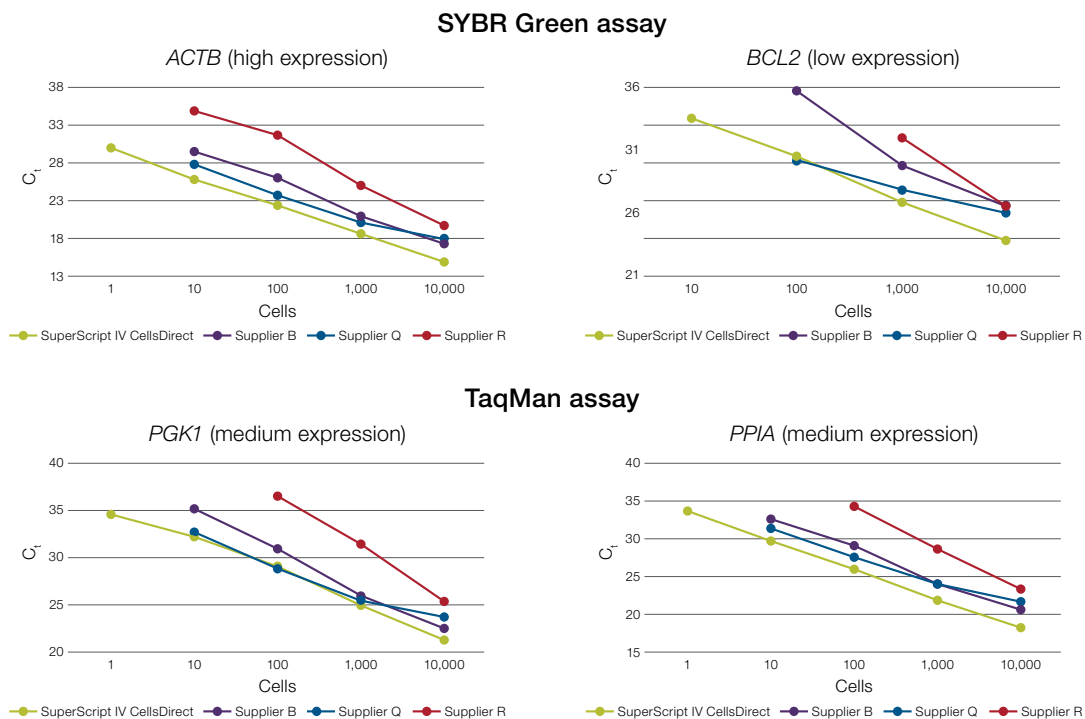 SYBR Green assay
ACTB (high expression)
38
33
28
23
18
13
Ct
1 10 100 1,000 10,000
Cells
SuperScript IV CellsDirect Supplier B Supplier Q Supplier R
BCL2 (low expression)
36
31
26
21
Ct
10 100 1,000 10,000
Cells
SuperScript IV CellsDirect Supplier B Supplier Q Supplier R
TaqMan assay
PGK1 (medium expression)
40
35
30
25
20
Ct
1 10 100 1,000 10,000
Cells
SuperScript IV CellsDirect Supplier B Supplier Q Supplier R
PPIA (medium expression)
40
35
30
25
20
15
Ct
1 10 100 1,000 10,000
Cells
SuperScript IV CellsDirect Supplier B Supplier Q Supplier R